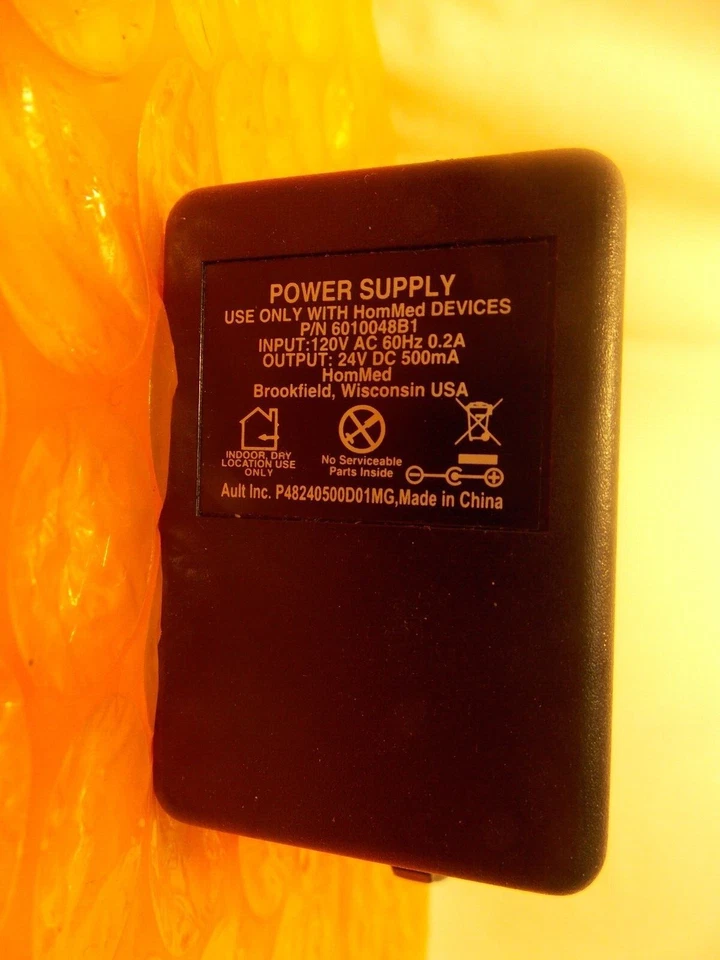 POWER SUPPLY
USE ONLY WITH HomMed DEVICES
P/N 6010048B1
INPUT:120V AC 60Hz 0.2A
OUTPUT: 24V DC 500mA
HomMed
Brookfield, Wisconsin USA
INDOOR, DRY
LOCATION USE
ONLY
No Serviceable
Parts Inside
Ault Inc. P48240500D01MG,Made in China